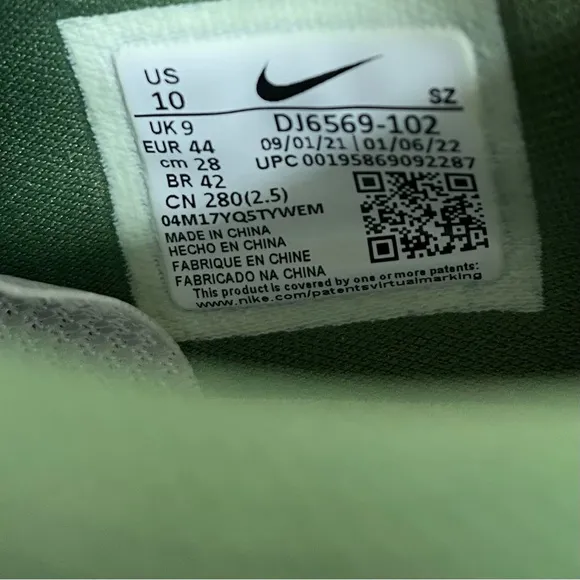 US
10
SZ
UK 9
DJ6569-102
EUR 44
09/01/21 | 01/06/22
cm 28
UPC 00195869092287
BR 42
CN 280(2.5)
04M17YQ5TYWEM
MADE IN CHINA
HECHO EN CHINA
FABRIQUE EN CHINE
FABRICADO NA CHINA
This product is covered by one or more patents:
www.nike.com/patentsvirtualmarking